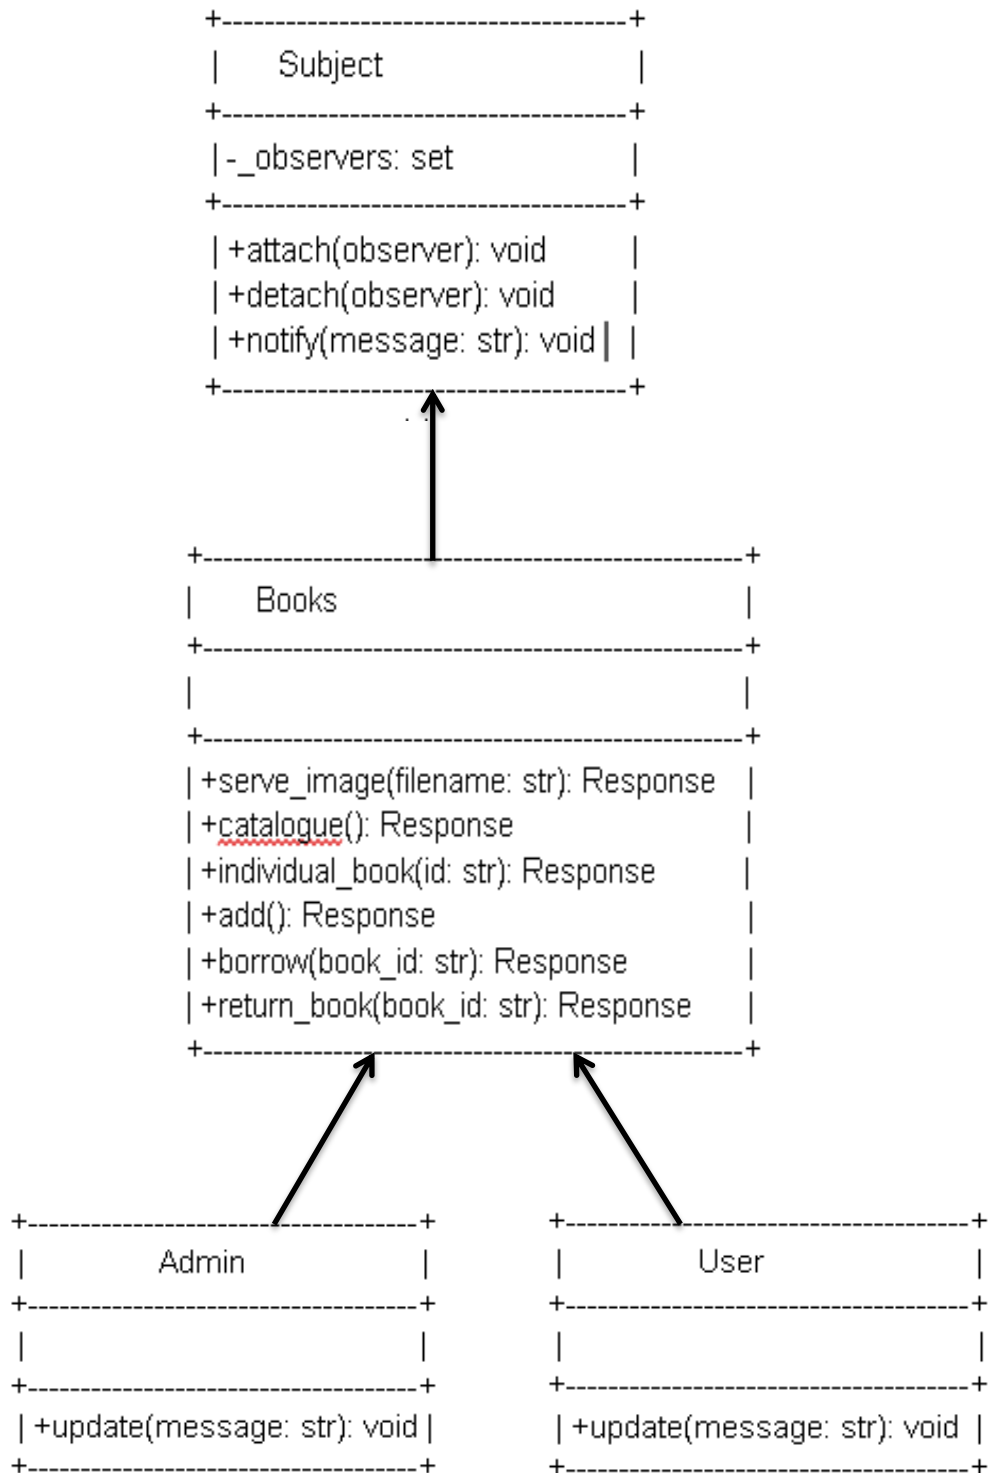 +----------------------------------------+
| Subject |
+----------------------------------------+
|-_observers: set |
+----------------------------------------+
|+attach(observer): void |
|+detach(observer): void |
|+notify(message: str): void | |
+----------------------------------------+
+------------------------------------------------------+
| Books |
+------------------------------------------------------+
| |
+------------------------------------------------------+
|+serve_image(filename: str): Response |
|+catalogue(): Response |
|+individual_book(id: str): Response |
|+add(): Response |
|+borrow(book_id: str): Response |
|+return_book(book_id: str): Response |
+------------------------------------------------------+
+---------------------------------------+
| Admin |
+---------------------------------------+
| |
+---------------------------------------+
|+update(message: str): void |
+---------------------------------------+
+----------------------------------------+
| User |
+----------------------------------------+
| |
+----------------------------------------+
|+update(message: str): void |
+----------------------------------------+